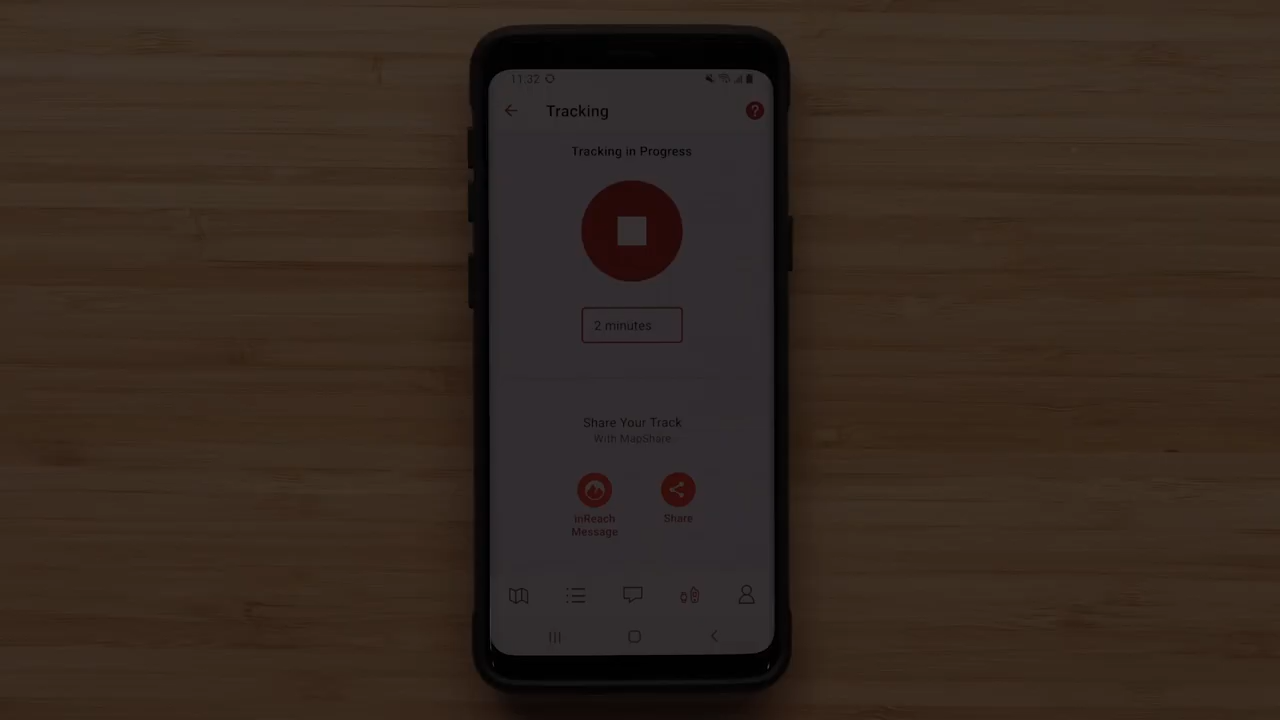 11:32
Tracking
?
Tracking in Progress
2 minutes
Share Your Track
With MapShare
inReach
Message
Share